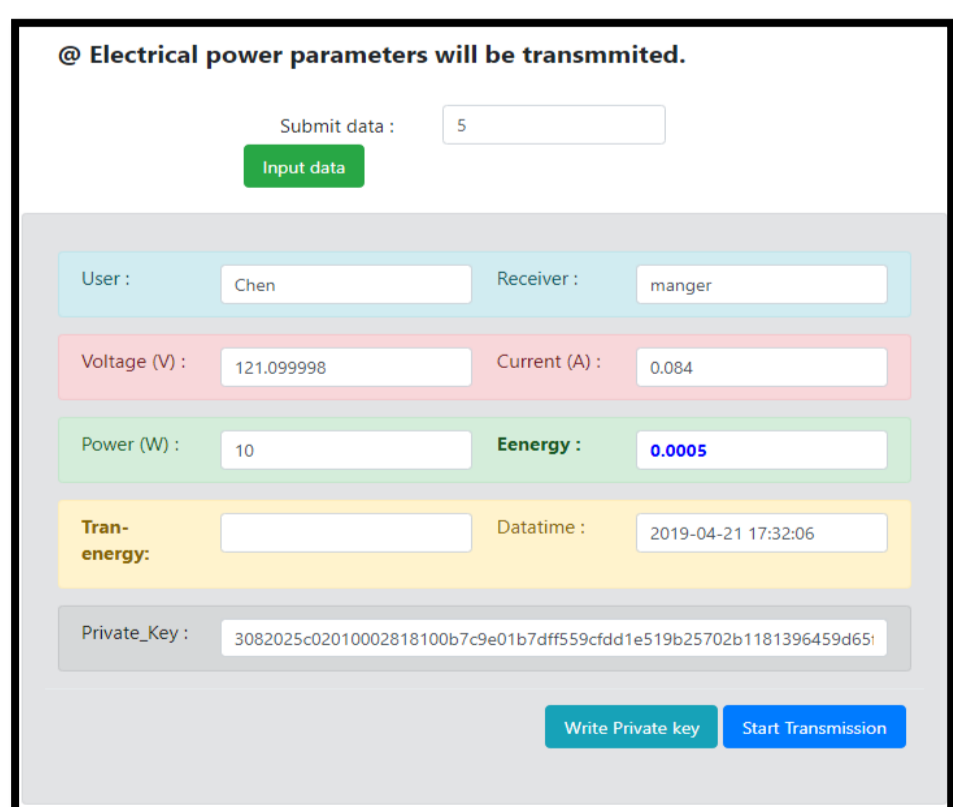 @ Electrical power parameters will be transmmited.
Submit data : 5
Input data
User : Chen Receiver : manger
Voltage (V) : 121.099998 Current (A) : 0.084
Power (W) : 10 Eenergy : 0.0005
Tran-
energy: Datatime : 2019-04-21 17:32:06
Private_Key : 3082025c02010002818100b7c9e01b7dff559cfdd1e519b25702b1181396459d65f
Write Private key Start Transmission